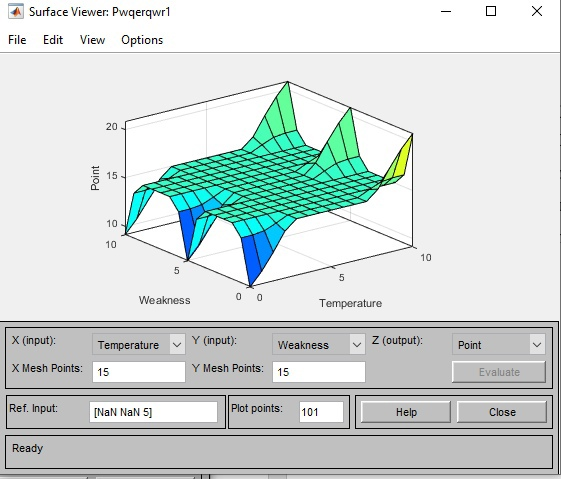 Surface Viewer: Pwqerqwr1
File Edit View Options
20
15
10
Point
10
5
0
Weakness
0
5
10
Temperature
X (input): Temperature Y (input): Weakness Z (output): Point
X Mesh Points: 15 Y Mesh Points: 15 Evaluate
Ref. Input: [NaN NaN 5] Plot points: 101 Help Close
Ready